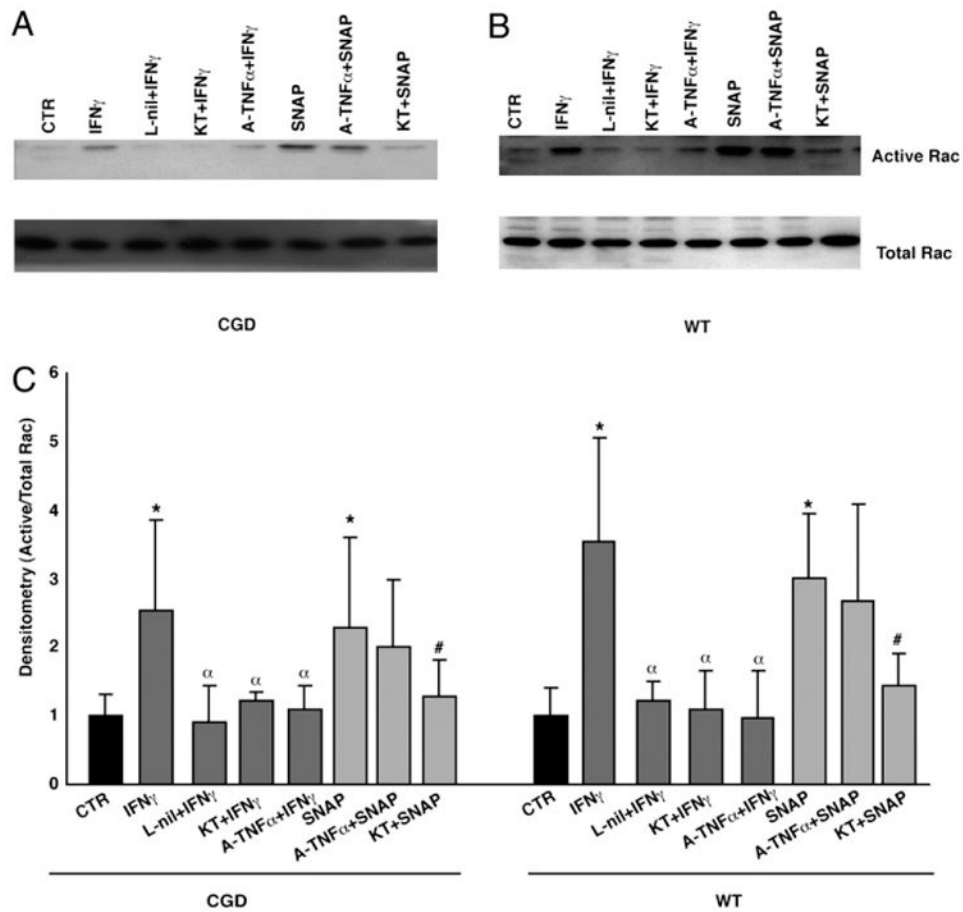 A
CTR
IFNγ
L-nil+IFNγ
KT+IFNγ
A-TNFα+IFNγ
SNAP
A-TNFα+SNAP
KT+SNAP
B
CTR
IFNγ
L-nil+IFNγ
KT+IFNγ
A-TNFα+IFNγ
SNAP
A-TNFα+SNAP
KT+SNAP
Active Rac
Total Rac
CGD
WT
C
Densitometry (Active/Total Rac)
6
5
4
3
2
1
0
*
α
α
α
*
#
*
α
α
α
*
#
CTR
IFNγ
L-nil+IFNγ
KT+IFNγ
A-TNFα+IFNγ
SNAP
A-TNFα+SNAP
KT+SNAP
CTR
IFNγ
L-nil+IFNγ
KT+IFNγ
A-TNFα+IFNγ
SNAP
A-TNFα+SNAP
KT+SNAP
CGD
WT